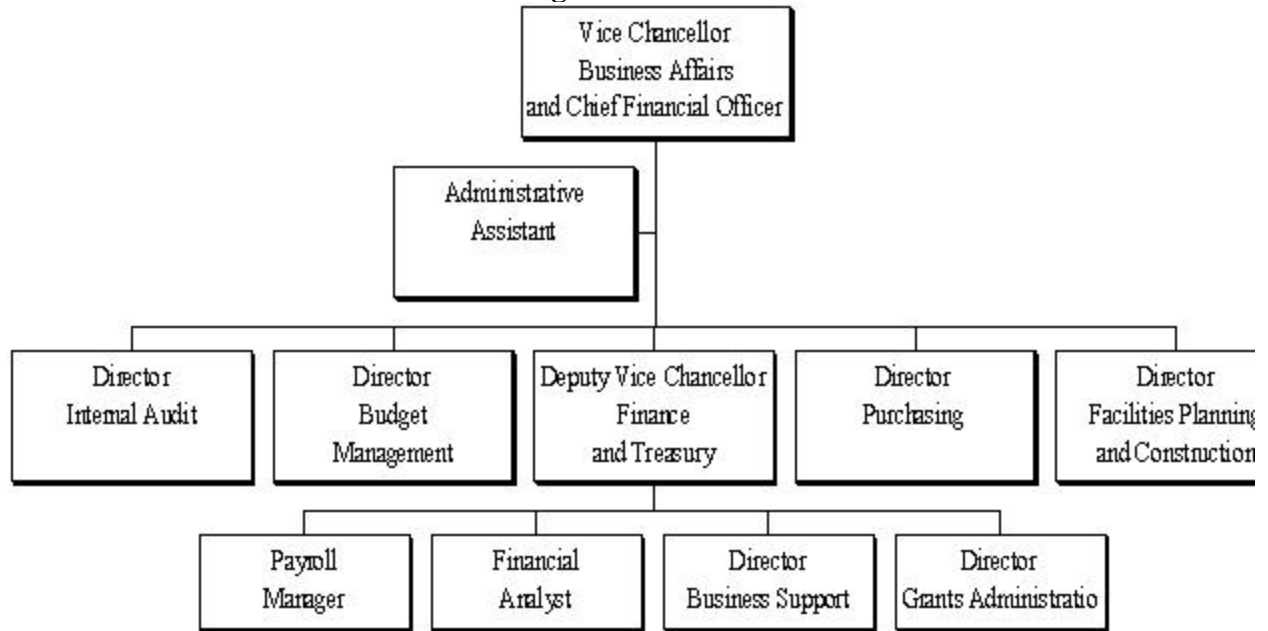 Vice Chancellor
Business Affairs
and Chief Financial Officer
Administrative
Assistant
Director
Internal Audit
Director
Budget
Management
Deputy Vice Chancellor
Finance
and Treasury
Director
Purchasing
Director
Facilities Planning
and Construction
Payroll
Manager
Financial
Analyst
Director
Business Support
Director
Grants Administratio